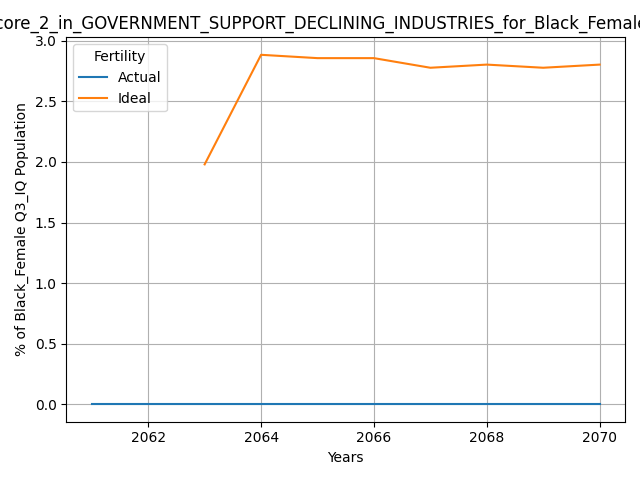 core_2_in_GOVERNMENT_SUPPORT_DECLINING_INDUSTRIES_for_Black_Female
3.0
2.5
2.0
1.5
1.0
0.5
0.0
% of Black_Female Q3_IQ Population
Fertility
Actual
Ideal
2062 2064 2066 2068 2070
Years